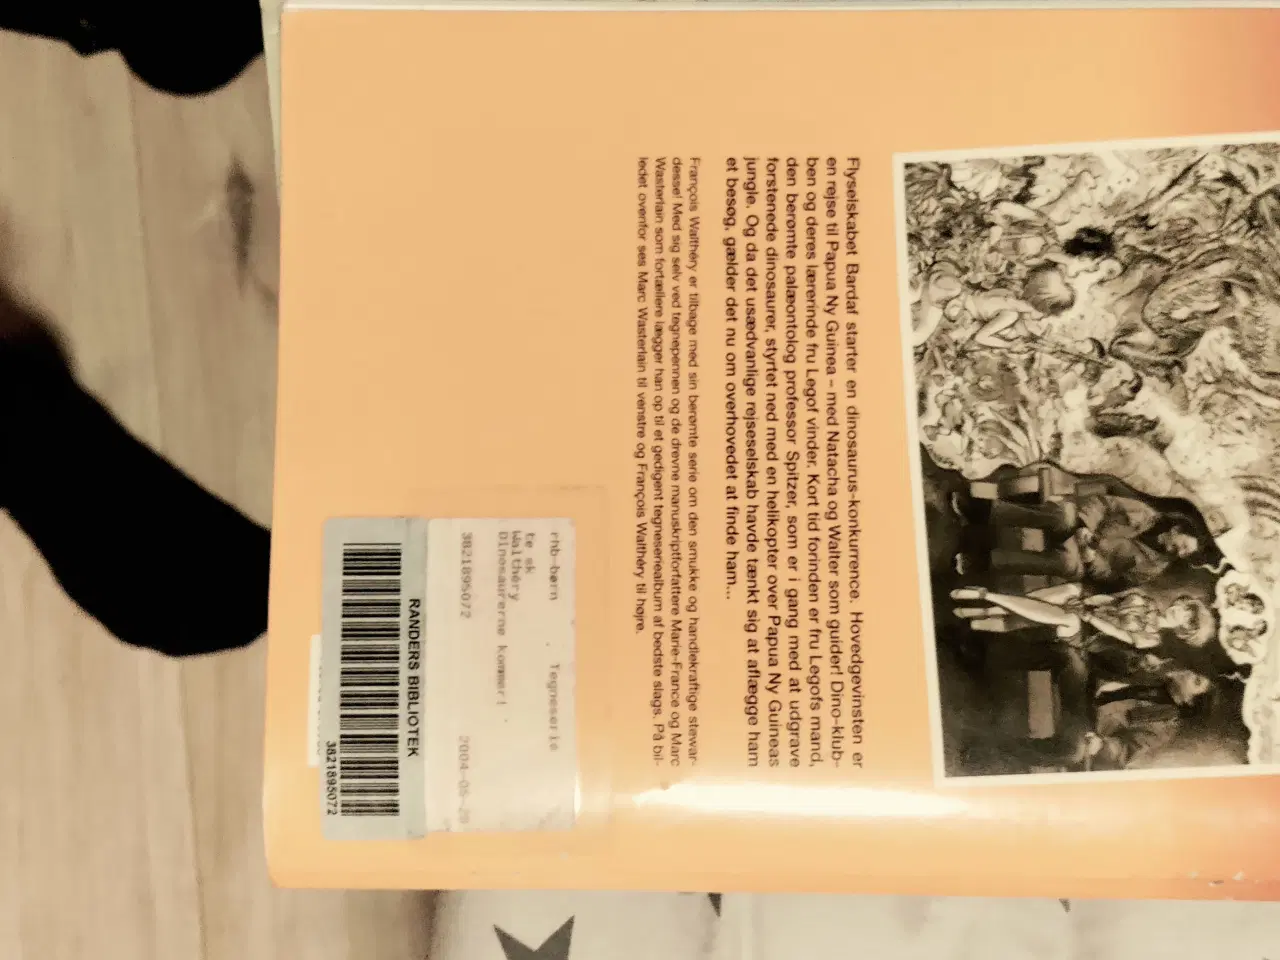 Flyselskabet Bardaf starter en dinosaurus-konkurrence. Hovedgevinsten er
en rejse til Papua Ny Guinea – med Natacha og Walter som guider! Dino-klub-
ben og deres lærerinde fru Legof vinder. Kort tid forinden er fru Legofs mand,
den berømte palæontolog professor Spitzer, som er i gang med at udgrave
forstenede dinosaurer, styrtet ned med en helikopter over Papua Ny Guineas
jungle. Og da det usædvanlige rejseselskab havde tænkt sig at aflægge ham
et besøg, gælder det nu om overhovedet at finde ham...
François Walthéry er tilbage med sin berømte serie om den smukke og handlekraftige stewar-
desse! Med sig selv ved tegnepennen og de drevne manuskriptforfattere Marie-France og Marc
Wasterlain som fortællere lægger han op til et gedigent tegneseriealbum af bedste slags. På bil-
ledet ovenfor ses Marc Wasterlain til venstre og François Walthéry til højre.
rhb-børn . Tegneserie
te sk
Walthéry
Dinosaurerne kommer! .
3821895072 2004-05-28
RANDERS BIBLIOTEK
3821895072